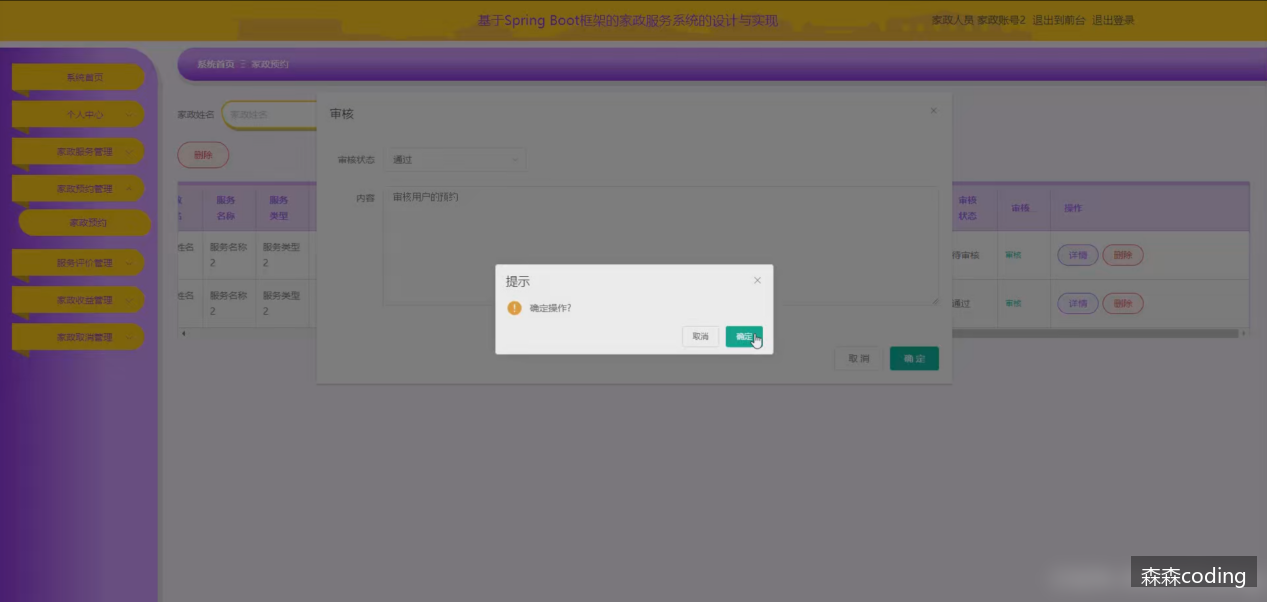 基于Spring Boot框架的家政服务系统的设计与实现
家政人员 家政账号2 退出到前台 退出登录
系统首页
个人中心
家政服务管理
家政预约管理
家政预约
服务评价管理
家政收益管理
家政取消管理
系统首页 家政预约
家政姓名 家政姓名
删除
服务名称 服务类型 审核状态 审核 操作
姓名 服务名称2 服务类型2 待审核 审核 详情 删除
姓名 服务名称2 服务类型2 通过 审核 详情 删除
审核
审核状态 通过
内容 审核用户的预约
取消 确定
提示
确定操作?
取消 确定
森森coding